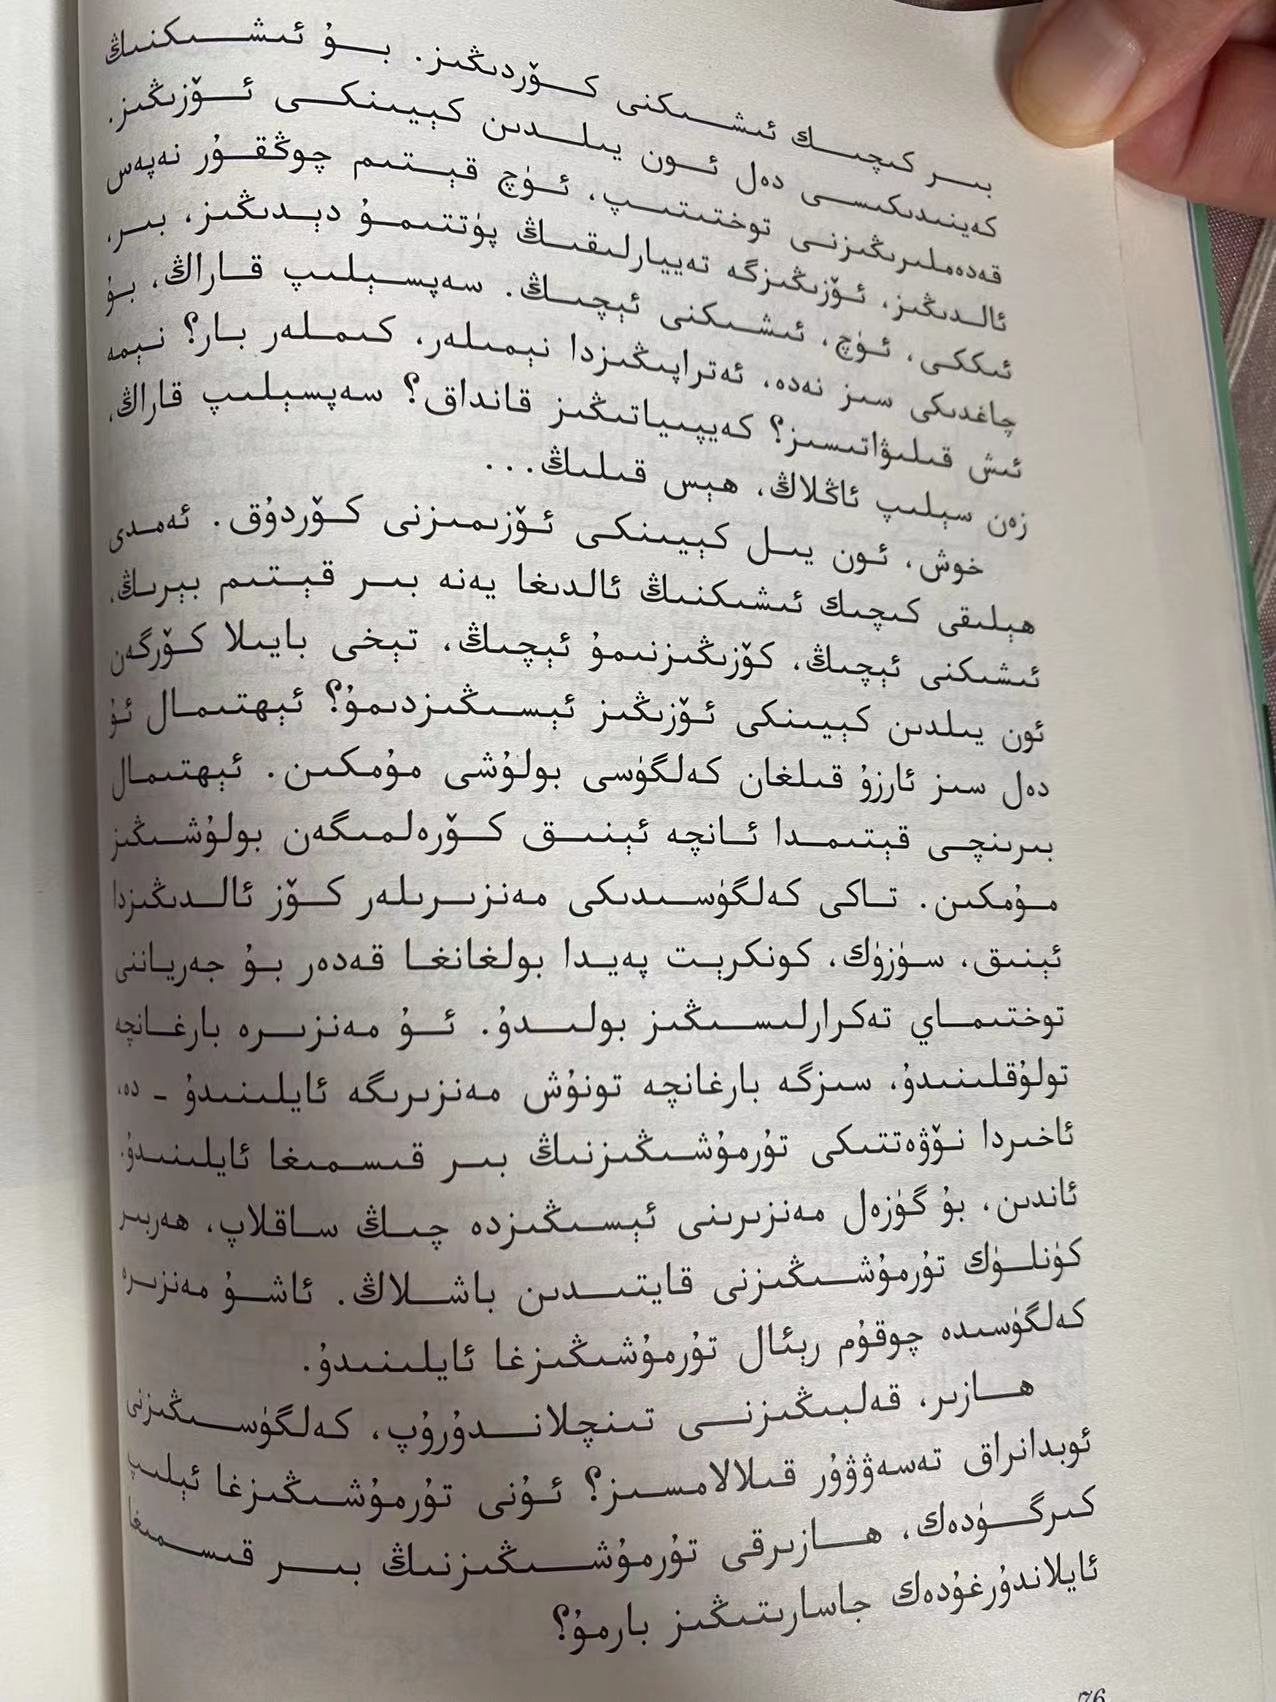 بىر كىچىك ئىشىكنى كۆردىڭىز. بۇ ئىشىكنىڭ
كەينىدىكىسى دەل ئون يىلدىن كېيىنكى ئۆزىڭىز.
قەدەملىرىڭىزنى توختىتىپ، ئۈچ قېتىم چوڭقۇر نەپەس
ئالدىڭىز، ئۆزىڭىزگە تەييارلىقىڭ پۈتتىمۇ دېدىڭىز، بىر،
ئىككى، ئۈچ، ئىشىكنى ئېچىڭ. سەپسېلىپ قاراڭ، بۇ
چاغدىكى سىز نەدە، ئەتراپىڭىزدا نېمىلەر، كىملەر بار؟ نېمە
ئىش قىلىۋاتىسىز؟ كەيپىياتىڭىز قانداق؟ سەپسېلىپ قاراڭ،
زەن سېلىپ ئاڭلاڭ، ھېس قىلىڭ...
خوش، ئون يىل كېيىنكى ئۆزىمىزنى كۆردۇق. ئەمدى
ھېلىقى كىچىك ئىشىكنىڭ ئالدىغا يەنە بىر قېتىم بېرىڭ،
ئىشىكنى ئېچىڭ، كۆزىڭىزنىمۇ ئېچىڭ، تېخى بايىلا كۆرگەن
ئون يىلدىن كېيىنكى ئۆزىڭىز ئېسىڭىزدىمۇ؟ ئېھتىمال ئۇ
دەل سىز ئارزۇ قىلغان كەلگۈسى بولۇشى مۇمكىن. ئېھتىمال
بىرىنچى قېتىمدا ئانچە ئېنىق كۆرەلمىگەن بولۇشىڭىز
مۇمكىن. تاكى كەلگۈسىدىكى مەنزىرىلەر كۆز ئالدىڭىزدا
ئېنىق، سۈزۈك، كونكرېت پەيدا بولغانغا قەدەر بۇ جەرياننى
توختىماي تەكرارلىسىڭىز بولىدۇ. ئۇ مەنزىرە بارغانچە
تولۇقلىنىدۇ، سىزگە بارغانچە تونۇش مەنزىرىگە ئايلىنىدۇ - دە،
ئاخىردا نۆۋەتتىكى تۇرمۇشىڭىزنىڭ بىر قىسمىغا ئايلىنىدۇ.
ئاندىن، بۇ گۈزەل مەنزىرىنى ئېسىڭىزدە چىڭ ساقلاپ، ھەربىر
كۈنلۈك تۇرمۇشىڭىزنى قايتىدىن باشلاڭ. ئاشۇ مەنزىرە
كەلگۈسىدە چوقۇم رېئال تۇرمۇشىڭىزغا ئايلىنىدۇ.
ھازىر، قەلبىڭىزنى تىنچلاندۇرۇپ، كەلگۈسىڭىزنى
ئوبدانراق تەسەۋۋۇر قىلالامسىز؟ ئۇنى تۇرمۇشىڭىزغا ئېلىپ
كىرگۈدەك، ھازىرقى تۇرمۇشىڭىزنىڭ بىر قىسمىغا
ئايلاندۇرغۇدەك جاسارىتىڭىز بارمۇ؟
76